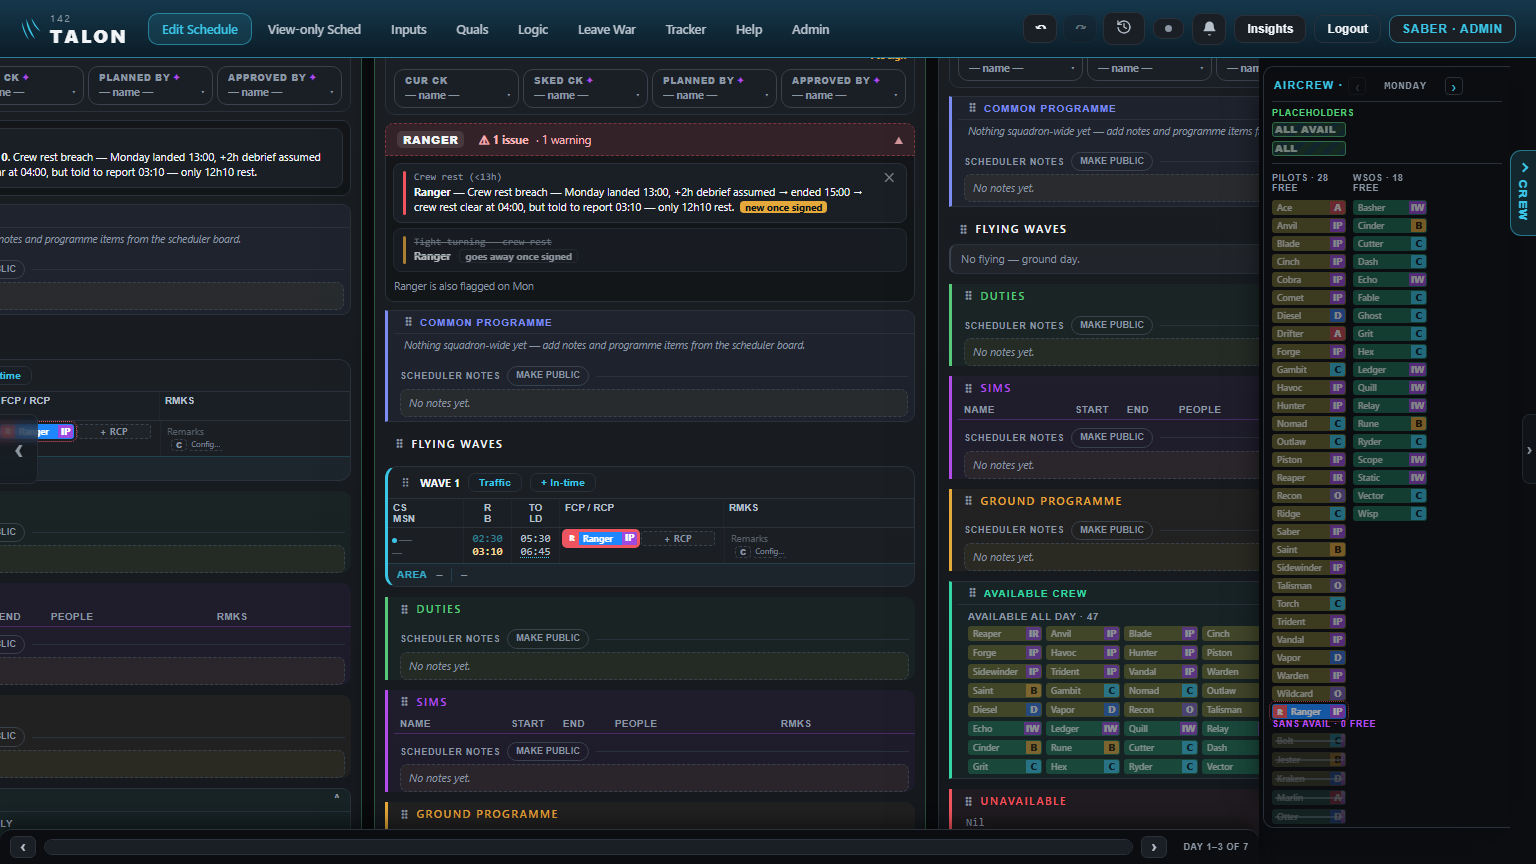 142
TALON
Edit Schedule
View-only Sched
Inputs
Quals
Logic
Leave War
Tracker
Help
Admin
Insights
Logout
SABER · ADMIN
CK ✦
— name —
PLANNED BY ✦
— name —
APPROVED BY ✦
— name —
0. Crew rest breach — Monday landed 13:00, +2h debrief assumed
r at 04:00, but told to report 03:10 — only 12h10 rest.
notes and programme items from the scheduler board.
FCP / RCP
RMKS
IP
+ RCP
Remarks
C Config...
END
PEOPLE
RMKS
CUR CK
— name —
SKED CK ✦
— name —
PLANNED BY ✦
— name —
APPROVED BY ✦
— name —
RANGER
⚠ 1 issue · 1 warning
Crew rest (<13h)
Ranger — Crew rest breach — Monday landed 13:00, +2h debrief assumed → ended 15:00 →
crew rest clear at 04:00, but told to report 03:10 — only 12h10 rest. new once signed
Tight turning — crew rest
Ranger goes away once signed
Ranger is also flagged on Mon
COMMON PROGRAMME
Nothing squadron-wide yet — add notes and programme items from the scheduler board.
SCHEDULER NOTES MAKE PUBLIC
No notes yet.
FLYING WAVES
WAVE 1 Traffic + In-time
CS
MSN
R
B
TO
LD
FCP / RCP
RMKS
02:30
03:10
05:30
06:45
R Ranger IP
+ RCP
Remarks
C Config...
AREA – | –
DUTIES
SCHEDULER NOTES MAKE PUBLIC
No notes yet.
SIMS
NAME START END PEOPLE RMKS
SCHEDULER NOTES MAKE PUBLIC
No notes yet.
GROUND PROGRAMME
— name —
— name —
COMMON PROGRAMME
Nothing squadron-wide yet — add notes and programme items f
SCHEDULER NOTES MAKE PUBLIC
No notes yet.
FLYING WAVES
No flying — ground day.
DUTIES
SCHEDULER NOTES MAKE PUBLIC
No notes yet.
SIMS
NAME START END PEOPLE
SCHEDULER NOTES MAKE PUBLIC
No notes yet.
GROUND PROGRAMME
SCHEDULER NOTES MAKE PUBLIC
No notes yet.
AVAILABLE CREW
AVAILABLE ALL DAY · 47
Reaper IR Anvil IP Blade IP Cinch
Forge IP Havoc IP Hunter IP Piston
Sidewinder IP Trident IP Vandal IP Warden
Saint B Gambit C Nomad C Outlaw
Diesel D Vapor D Recon O Talisman
Echo IW Ledger IW Quill IW Relay
Cinder B Rune B Cutter C Dash
Grit C Hex C Ryder C Vector
UNAVAILABLE
Nil
AIRCREW ·
MONDAY
PLACEHOLDERS
ALL AVAIL
ALL
PILOTS · 28
FREE
WSOS · 18
FREE
Ace A Basher IW
Anvil IP Cinder B
Blade IP Cutter C
Cinch IP Dash C
Cobra IP Echo IW
Comet IP Fable C
Diesel D Ghost C
Drifter A Grit C
Forge IP Hex C
Gambit C Ledger IW
Havoc IP Quill IW
Hunter IP Relay IW
Nomad C Rune B
Outlaw C Ryder C
Piston IP Scope IW
Reaper IR Static IW
Recon O Vector C
Ridge C Wisp C
Saber IP
Saint B
Sidewinder IP
Talisman O
Torch C
Trident IP
Vandal IP
Vapor D
Warden IP
Wildcard O
R Ranger IP
SANS AVAIL · 0 FREE
Bolt C
Jester B
Kraken D
Marlin A
Otter D
CREW
DAY 1–3 OF 7